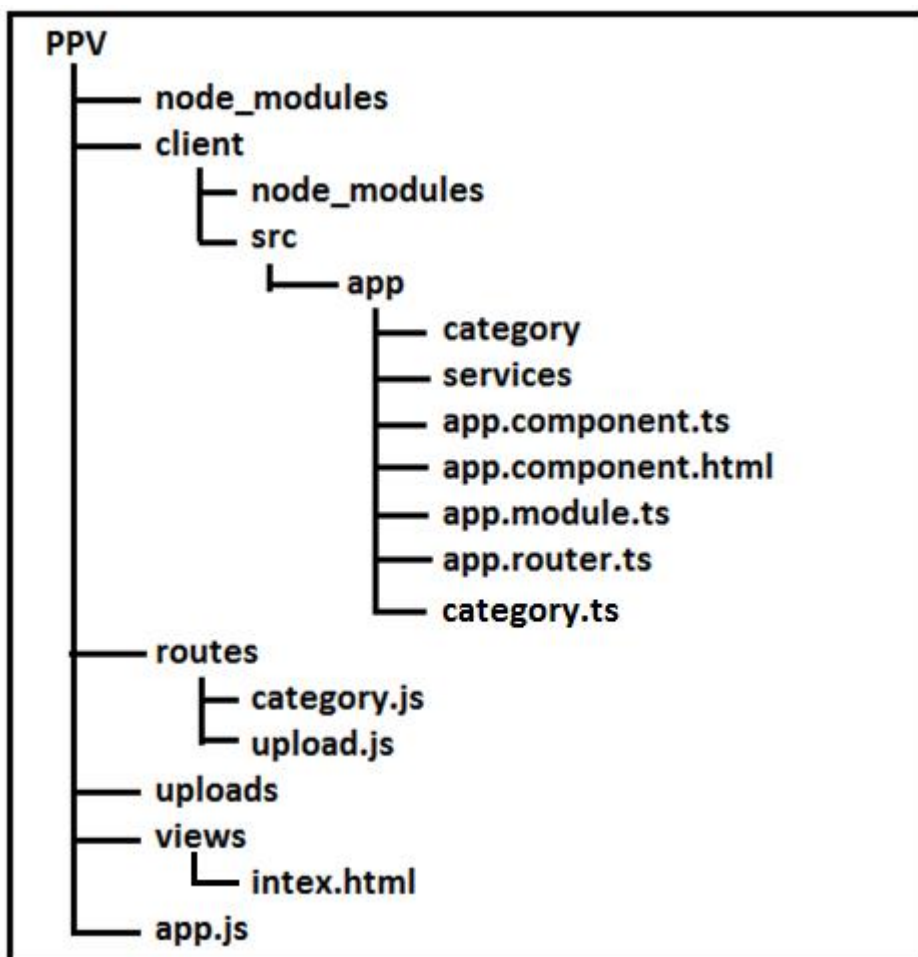 PPV
node_modules
client
node_modules
src
app
category
services
app.component.ts
app.component.html
app.module.ts
app.router.ts
category.ts
routes
category.js
upload.js
uploads
views
intex.html
app.js